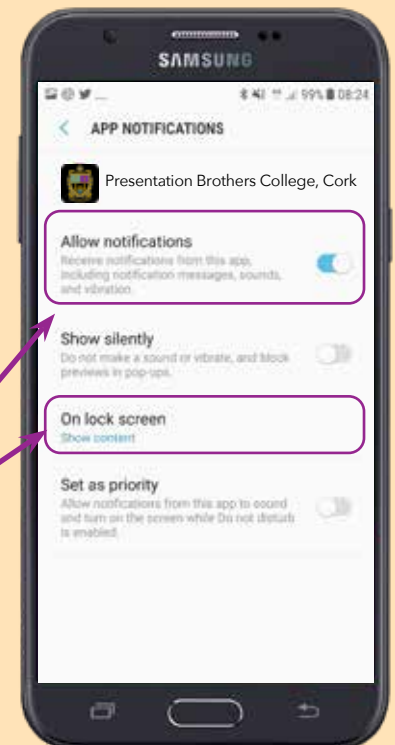 SAMSUNG
99% 08:24
< APP NOTIFICATIONS
Presentation Brothers College, Cork
Allow notifications
Receive notifications from this app,
including notification messages, sounds,
and vibration.
Show silently
Do not make a sound or vibrate, and block
previews in pop-ups.
On lock screen
Show content
Set as priority
Allow notifications from this app to sound
and turn on the screen while Do not disturb
is enabled.